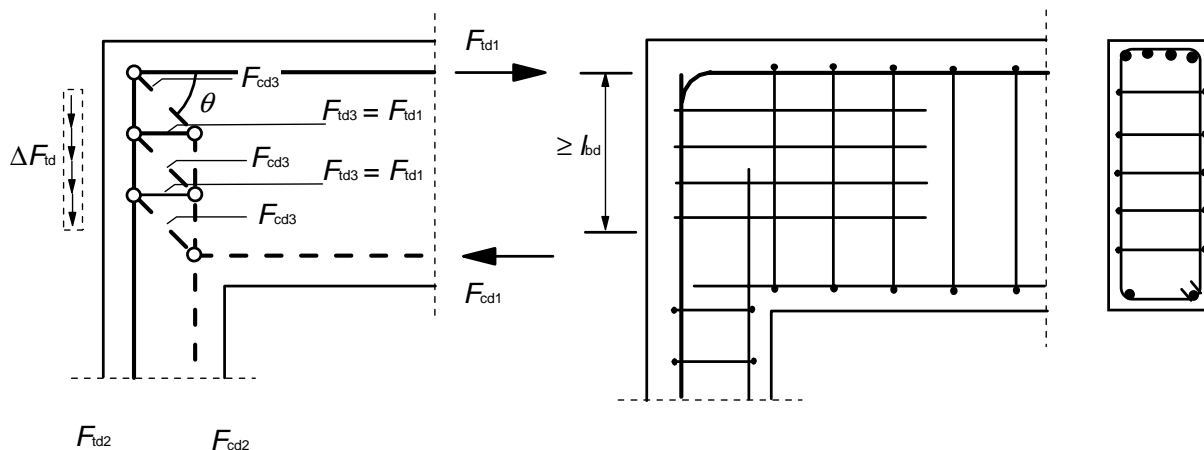 Ftd1
Fcd3
θ
Ftd3 = Ftd1
ΔFtd
Fcd3
Ftd3 = Ftd1
Fcd3
Fcd1
Ftd2
Fcd2
≥ lbd